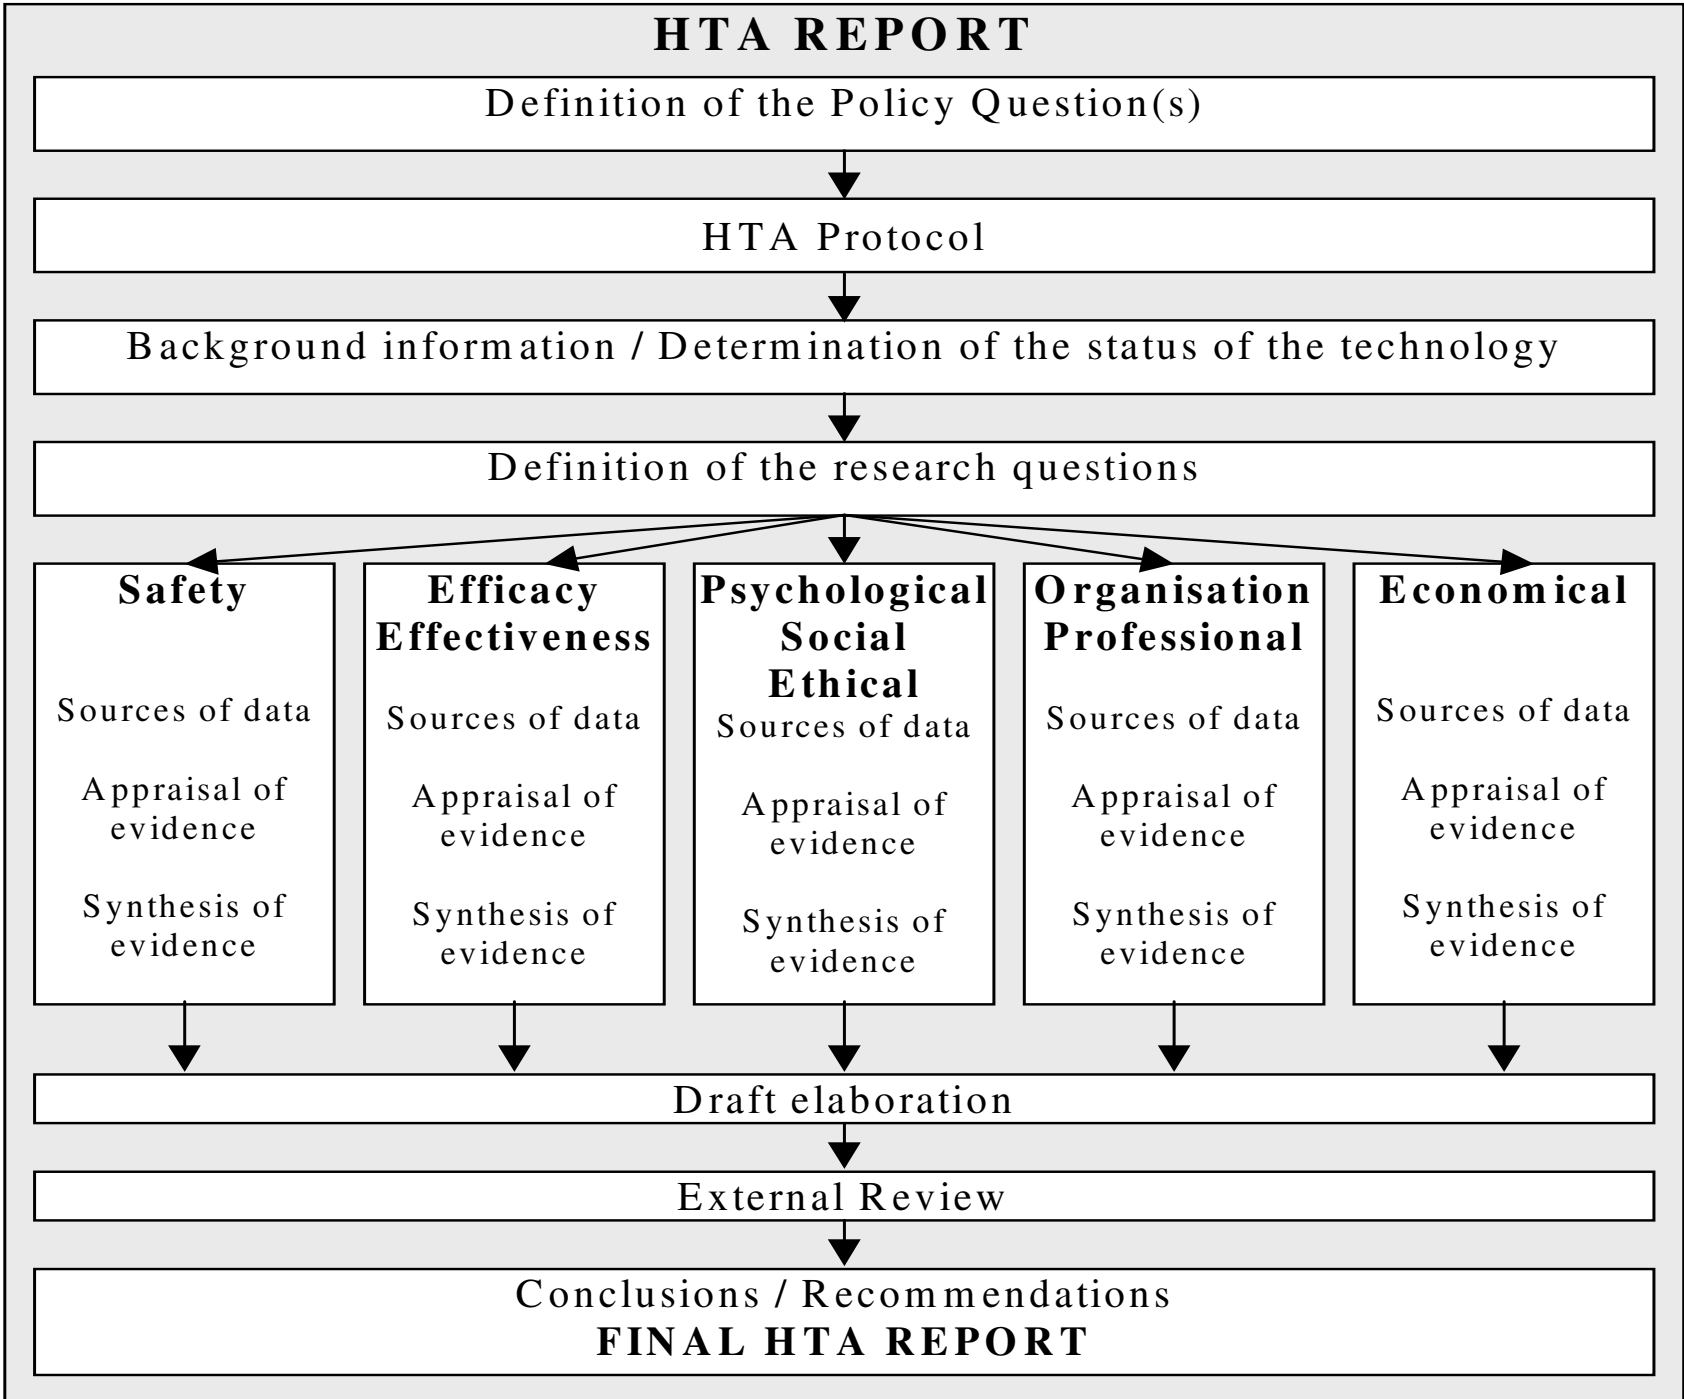 HTA REPORT
Definition of the Policy Question(s)
HTA Protocol
Background information / Determination of the status of the technology
Definition of the research questions
Safety
Sources of data
Appraisal of
evidence
Synthesis of
evidence
Efficacy
Effectiveness
Sources of data
Appraisal of
evidence
Synthesis of
evidence
Psychological
Social
Ethical
Sources of data
Appraisal of
evidence
Synthesis of
evidence
Organisation
Professional
Sources of data
Appraisal of
evidence
Synthesis of
evidence
Economical
Sources of data
Appraisal of
evidence
Synthesis of
evidence
Draft elaboration
External Review
Conclusions / Recommendations
FINAL HTA REPORT